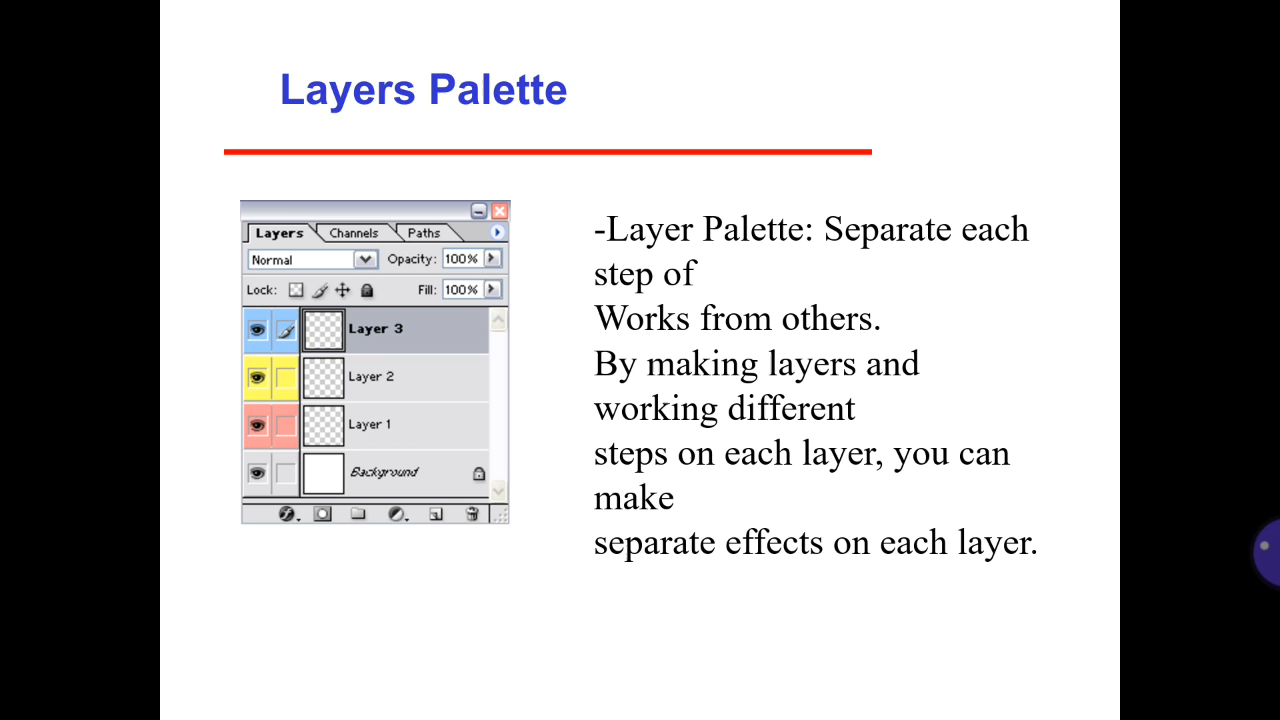 Layers Palette
Layers Channels Paths
Normal Opacity: 100%
Lock: Fill: 100%
Layer 3
Layer 2
Layer 1
Background
-Layer Palette: Separate each
step of
Works from others.
By making layers and
working different
steps on each layer, you can
make
separate effects on each layer.